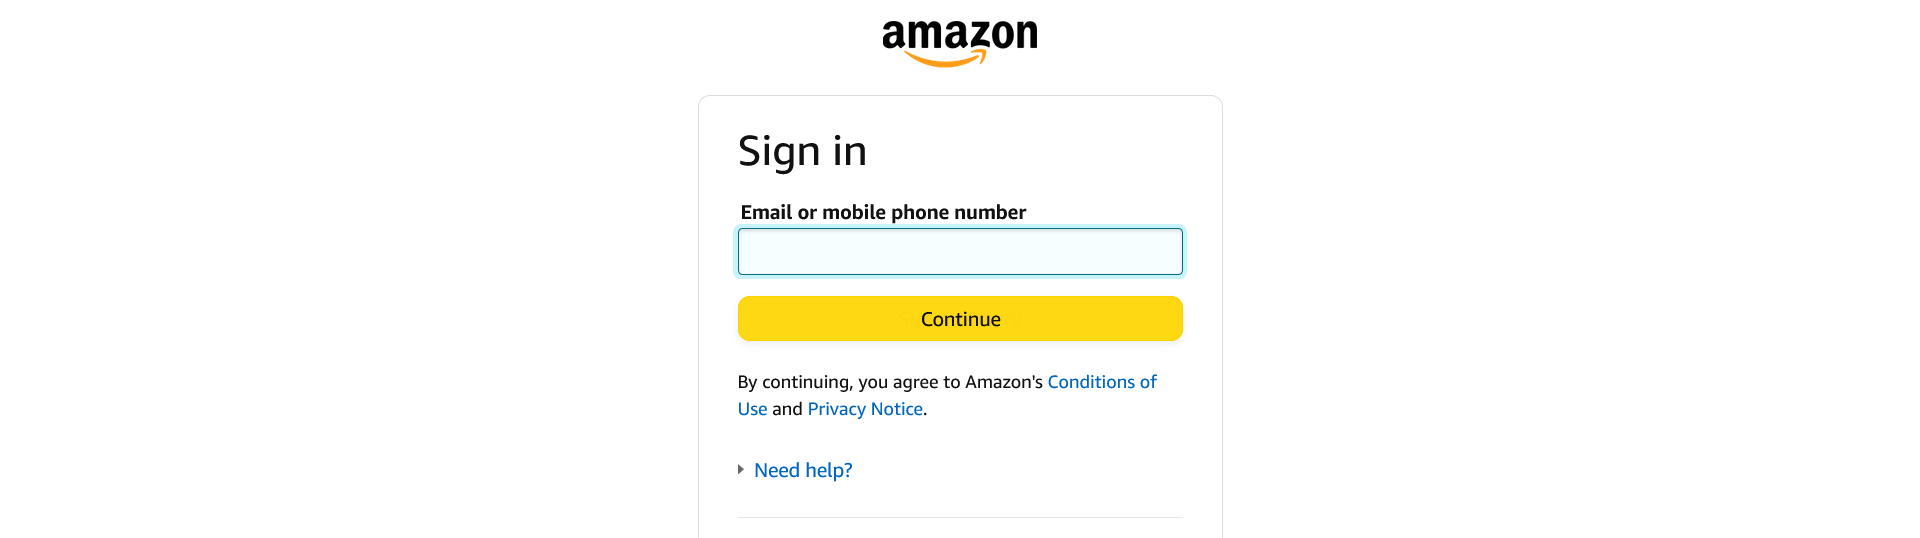 amazon
Sign in
Email or mobile phone number
Continue
By continuing, you agree to Amazon's Conditions of
Use and Privacy Notice.
Need help?